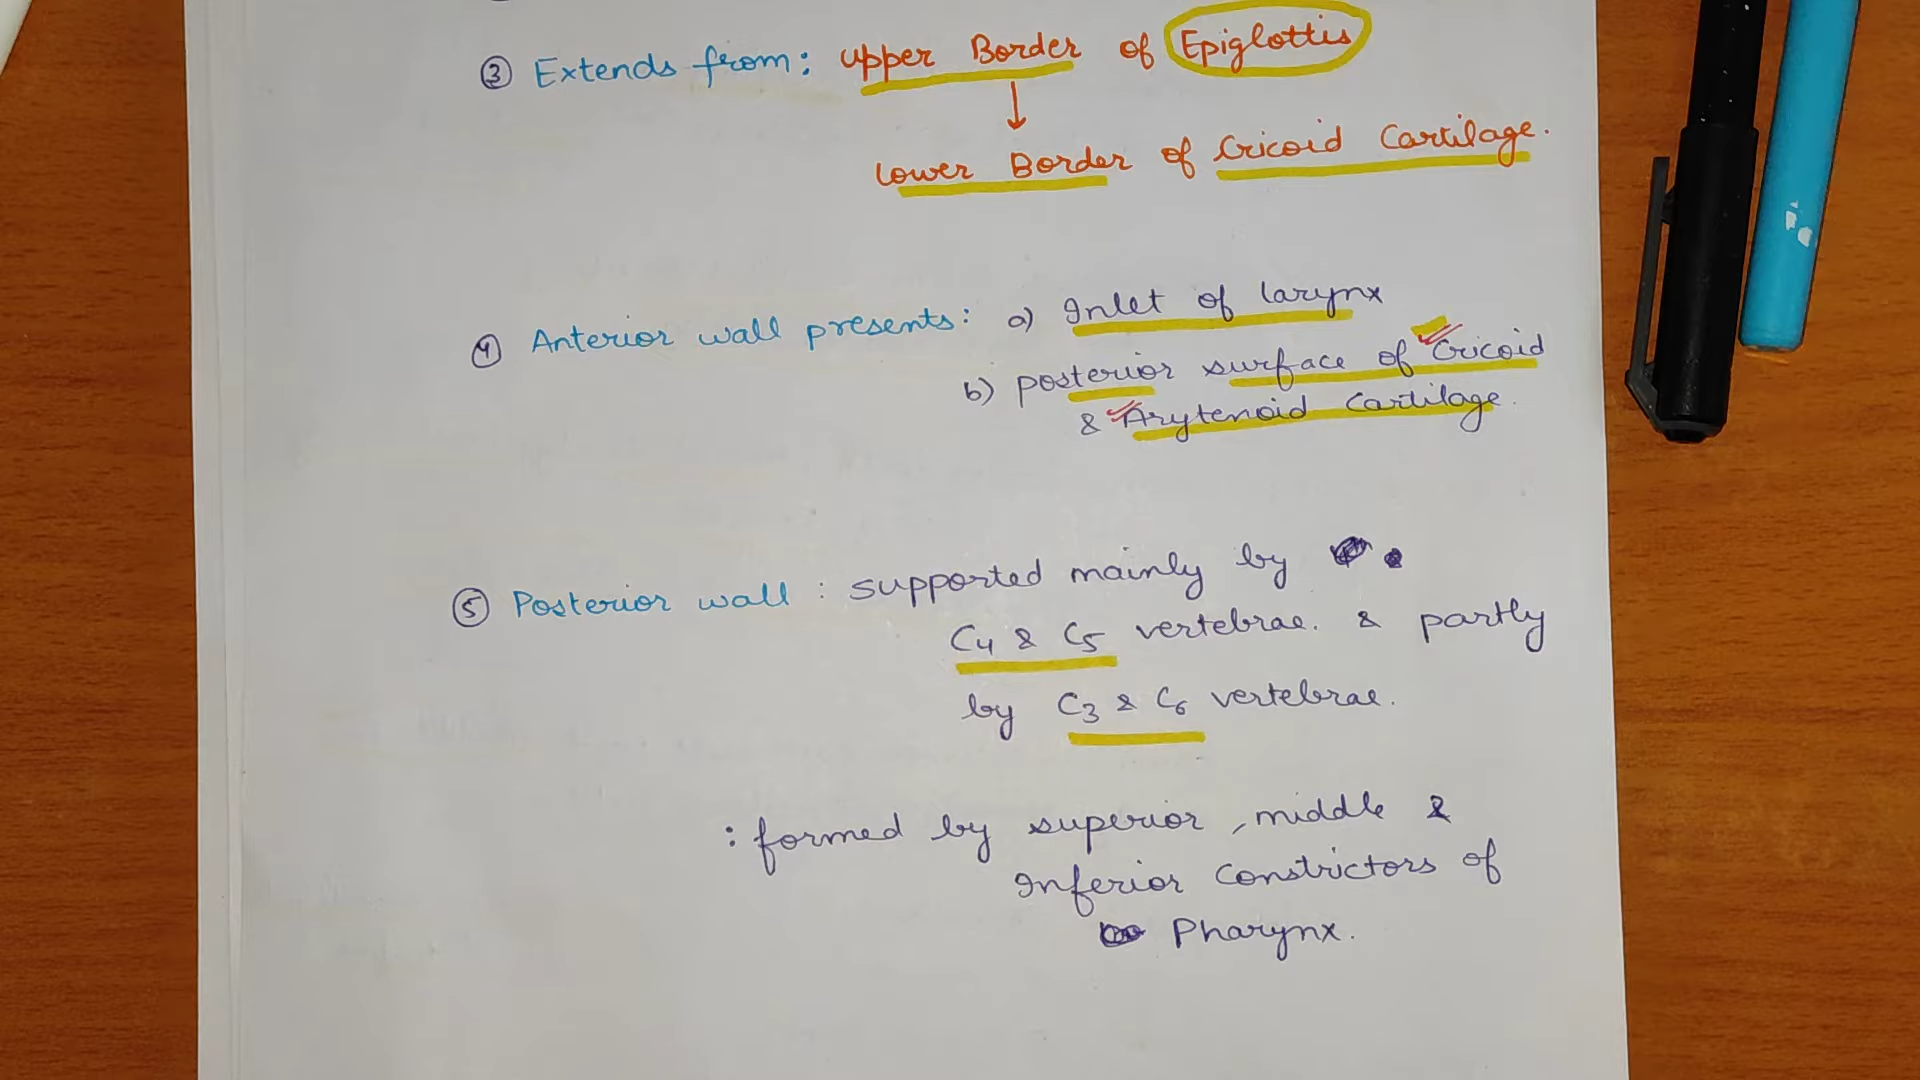 ③ Extends from: upper Border of Epiglottis
↓
Lower Border of Cricoid Cartilage.
④ Anterior wall presents: a) Inlet of larynx
b) posterior surface of Cricoid
& Arytenoid Cartilage.
⑤ Posterior wall : supported mainly by
C4 & C5 vertebrae. & partly
by C3 & C6 vertebrae.
: formed by superior, middle &
Inferior Constrictors of
Pharynx.